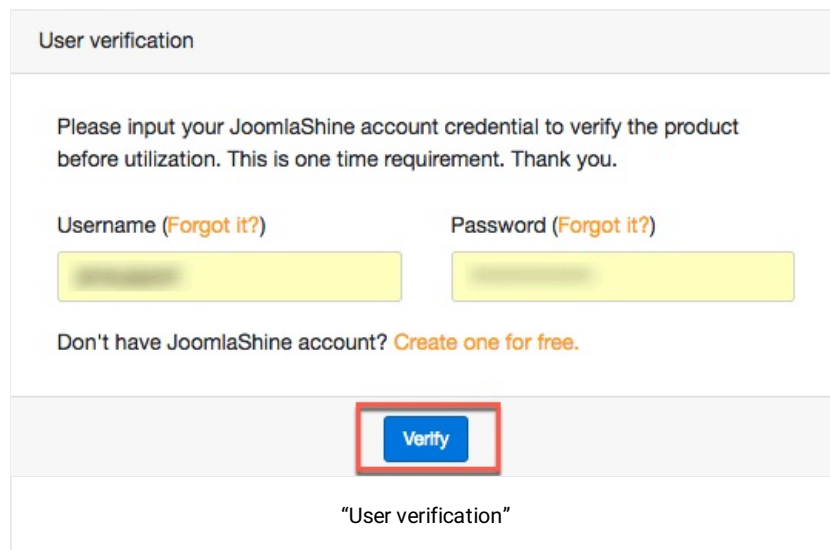 User verification
Please input your JoomlaShine account credential to verify the product
before utilization. This is one time requirement. Thank you.
Username (Forgot it?)
Password (Forgot it?)
Don't have JoomlaShine account? Create one for free.
Verify
“User verification”